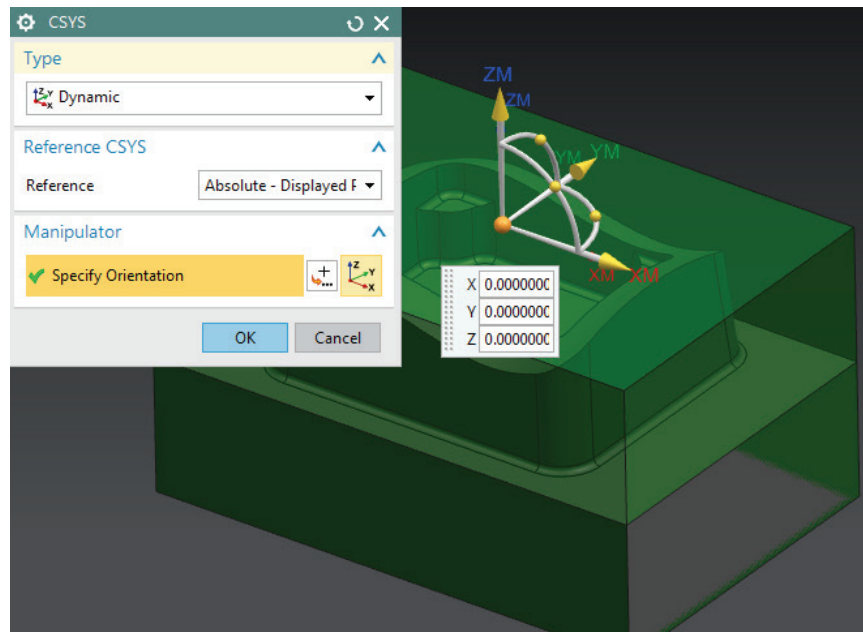 CSYS
Type
Dynamic
Reference CSYS
Reference Absolute - Displayed F
Manipulator
Specify Orientation
OK Cancel
ZM
ZM
YM YM
XM XM
X 0.0000000
Y 0.0000000
Z 0.0000000